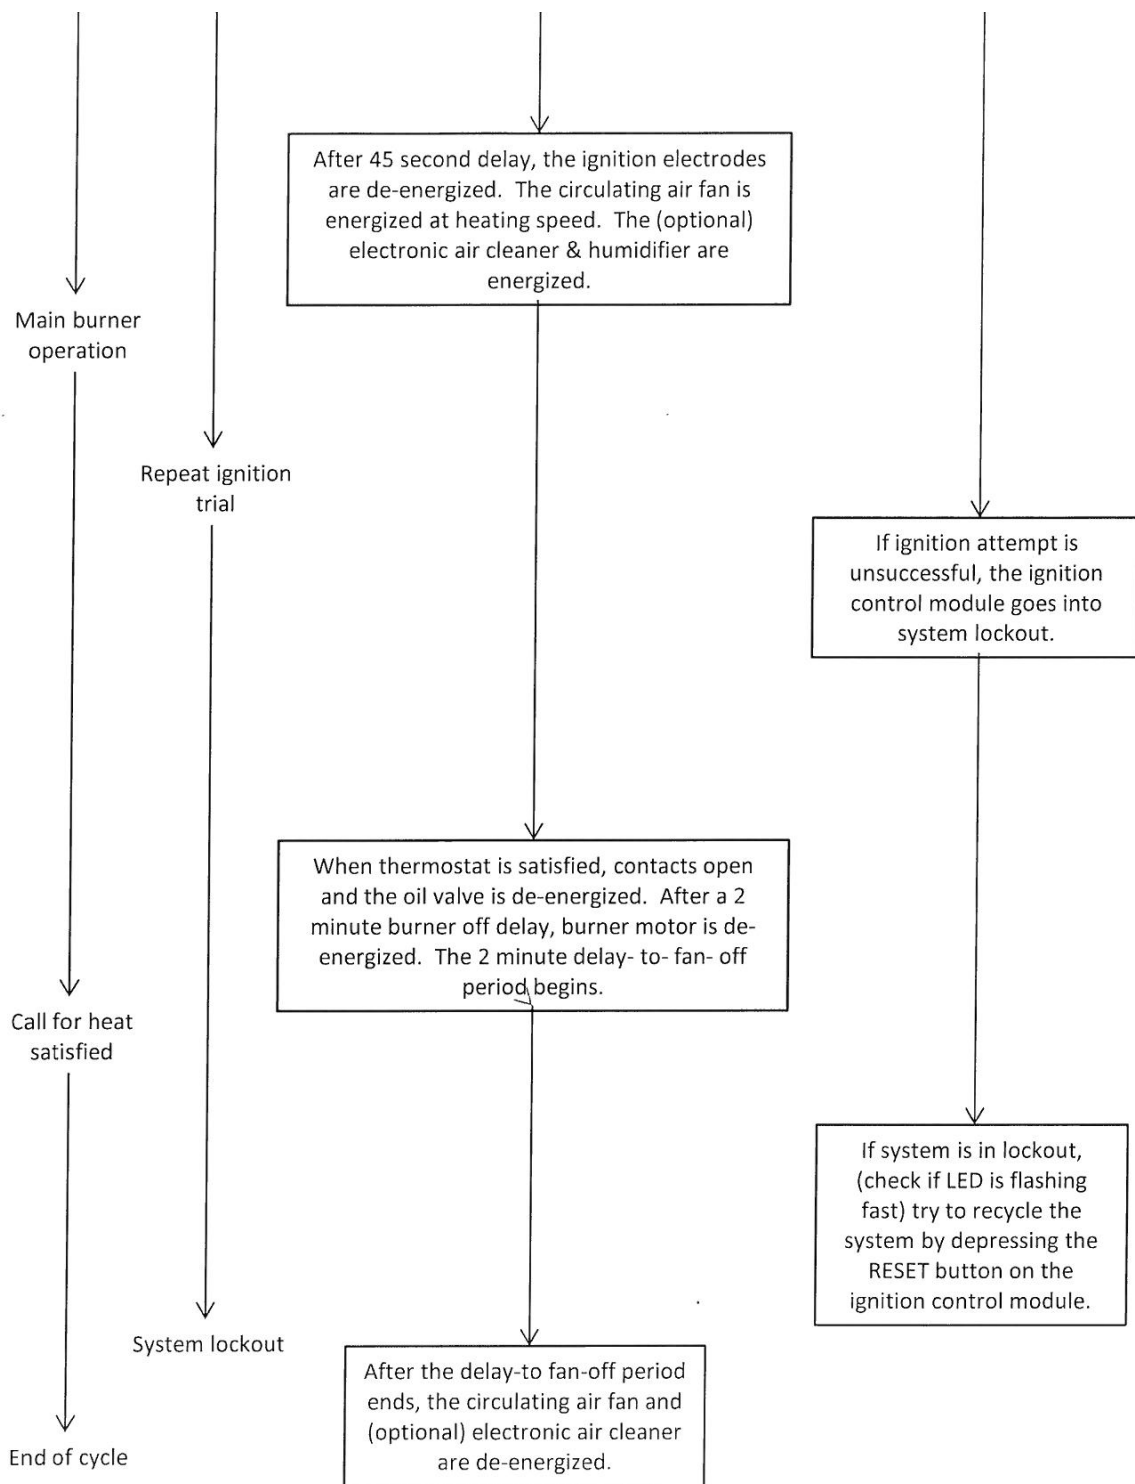 After 45 second delay, the ignition electrodes
are de-energized.  The circulating air fan is
energized at heating speed.  The (optional)
electronic air cleaner & humidifier are
energized.
Main burner
operation
Repeat ignition
trial
If ignition attempt is
unsuccessful, the ignition
control module goes into
system lockout.
When thermostat is satisfied, contacts open
and the oil valve is de-energized.  After a 2
minute burner off delay, burner motor is de-
energized.  The 2 minute delay- to- fan- off
period begins.
Call for heat
satisfied
If system is in lockout,
(check if LED is flashing
fast) try to recycle the
system by depressing the
RESET button on the
ignition control module.
System lockout
After the delay-to fan-off period
ends, the circulating air fan and
(optional) electronic air cleaner
are de-energized.
End of cycle